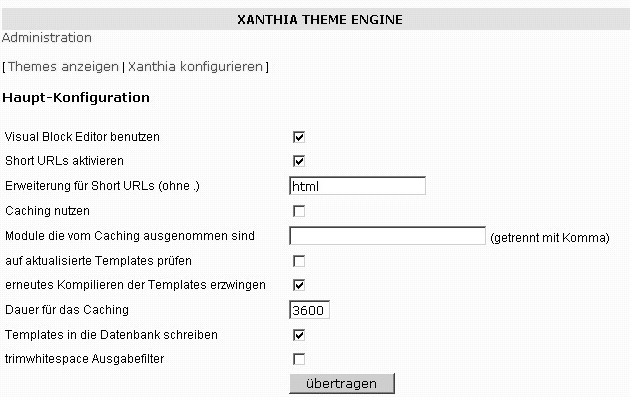 XANTHIA THEME ENGINE
Administration
[ Themes anzeigen | Xanthia konfigurieren ]
Haupt-Konfiguration
Visual Block Editor benutzen
Short URLs aktivieren
Erweiterung für Short URLs (ohne .) html
Caching nutzen
Module die vom Caching ausgenommen sind (getrennt mit Komma)
auf aktualisierte Templates prüfen
erneutes Kompilieren der Templates erzwingen
Dauer für das Caching 3600
Templates in die Datenbank schreiben
trimwhitespace Ausgabefilter
übertragen